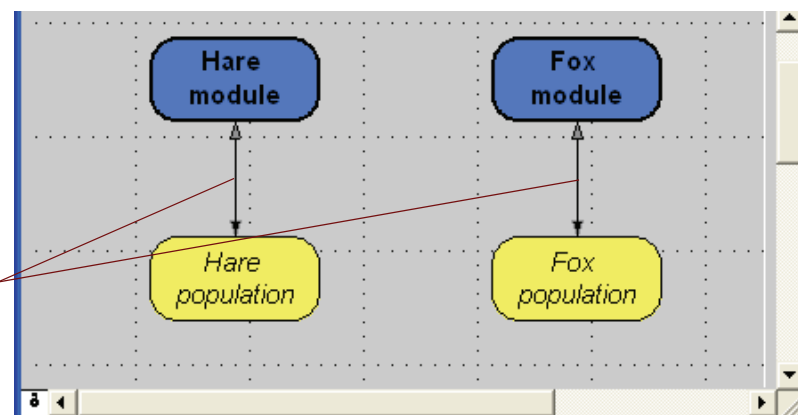 Hare
module
Fox
module
Hare
population
Fox
population